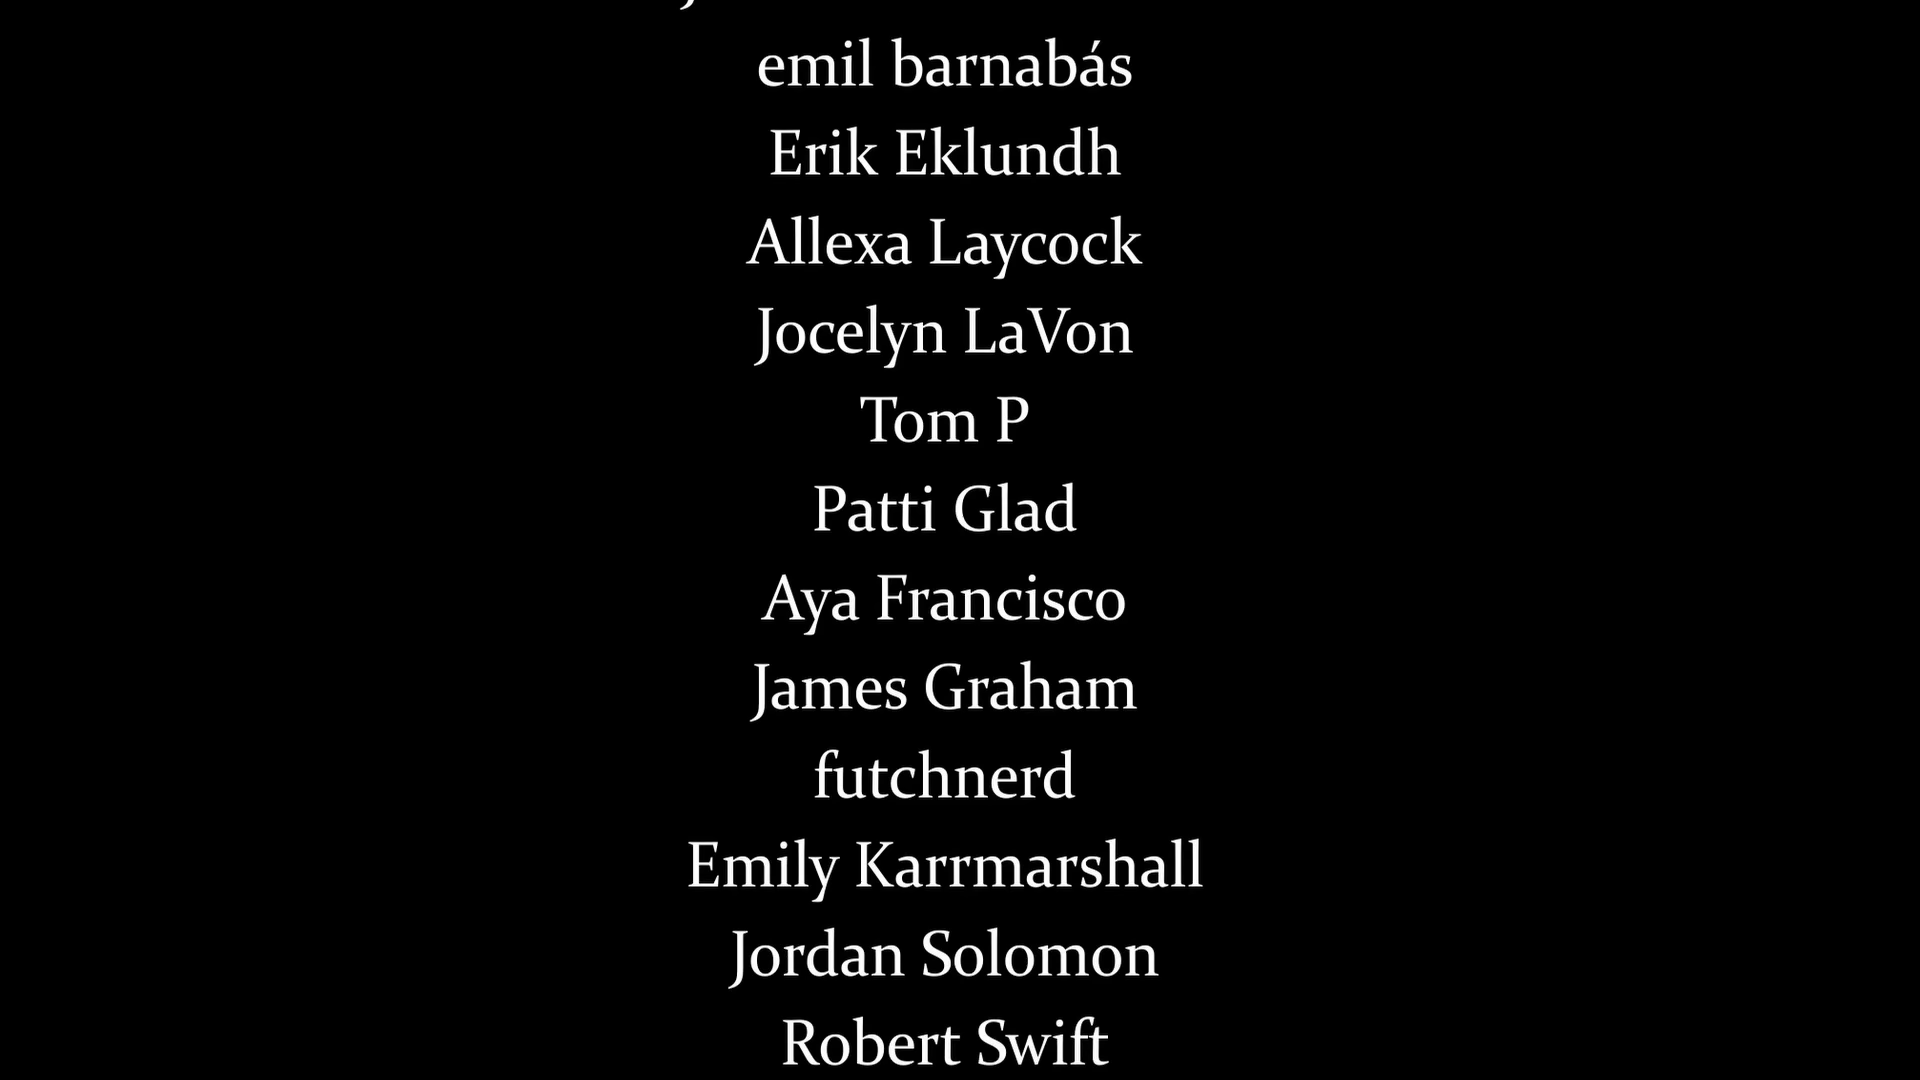 emil barnabás
Erik Eklundh
Allexa Laycock
Jocelyn LaVon
Tom P
Patti Glad
Aya Francisco
James Graham
futchnerd
Emily Karrmarshall
Jordan Solomon
Robert Swift